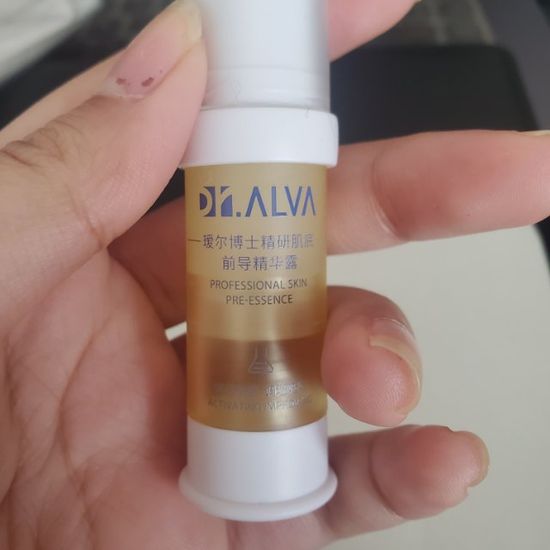 Dr.ALVA
瑷尔博士精研肌底
前导精华露
PROFESSIONAL SKIN
PRE-ESSENCE
ACTIVATING